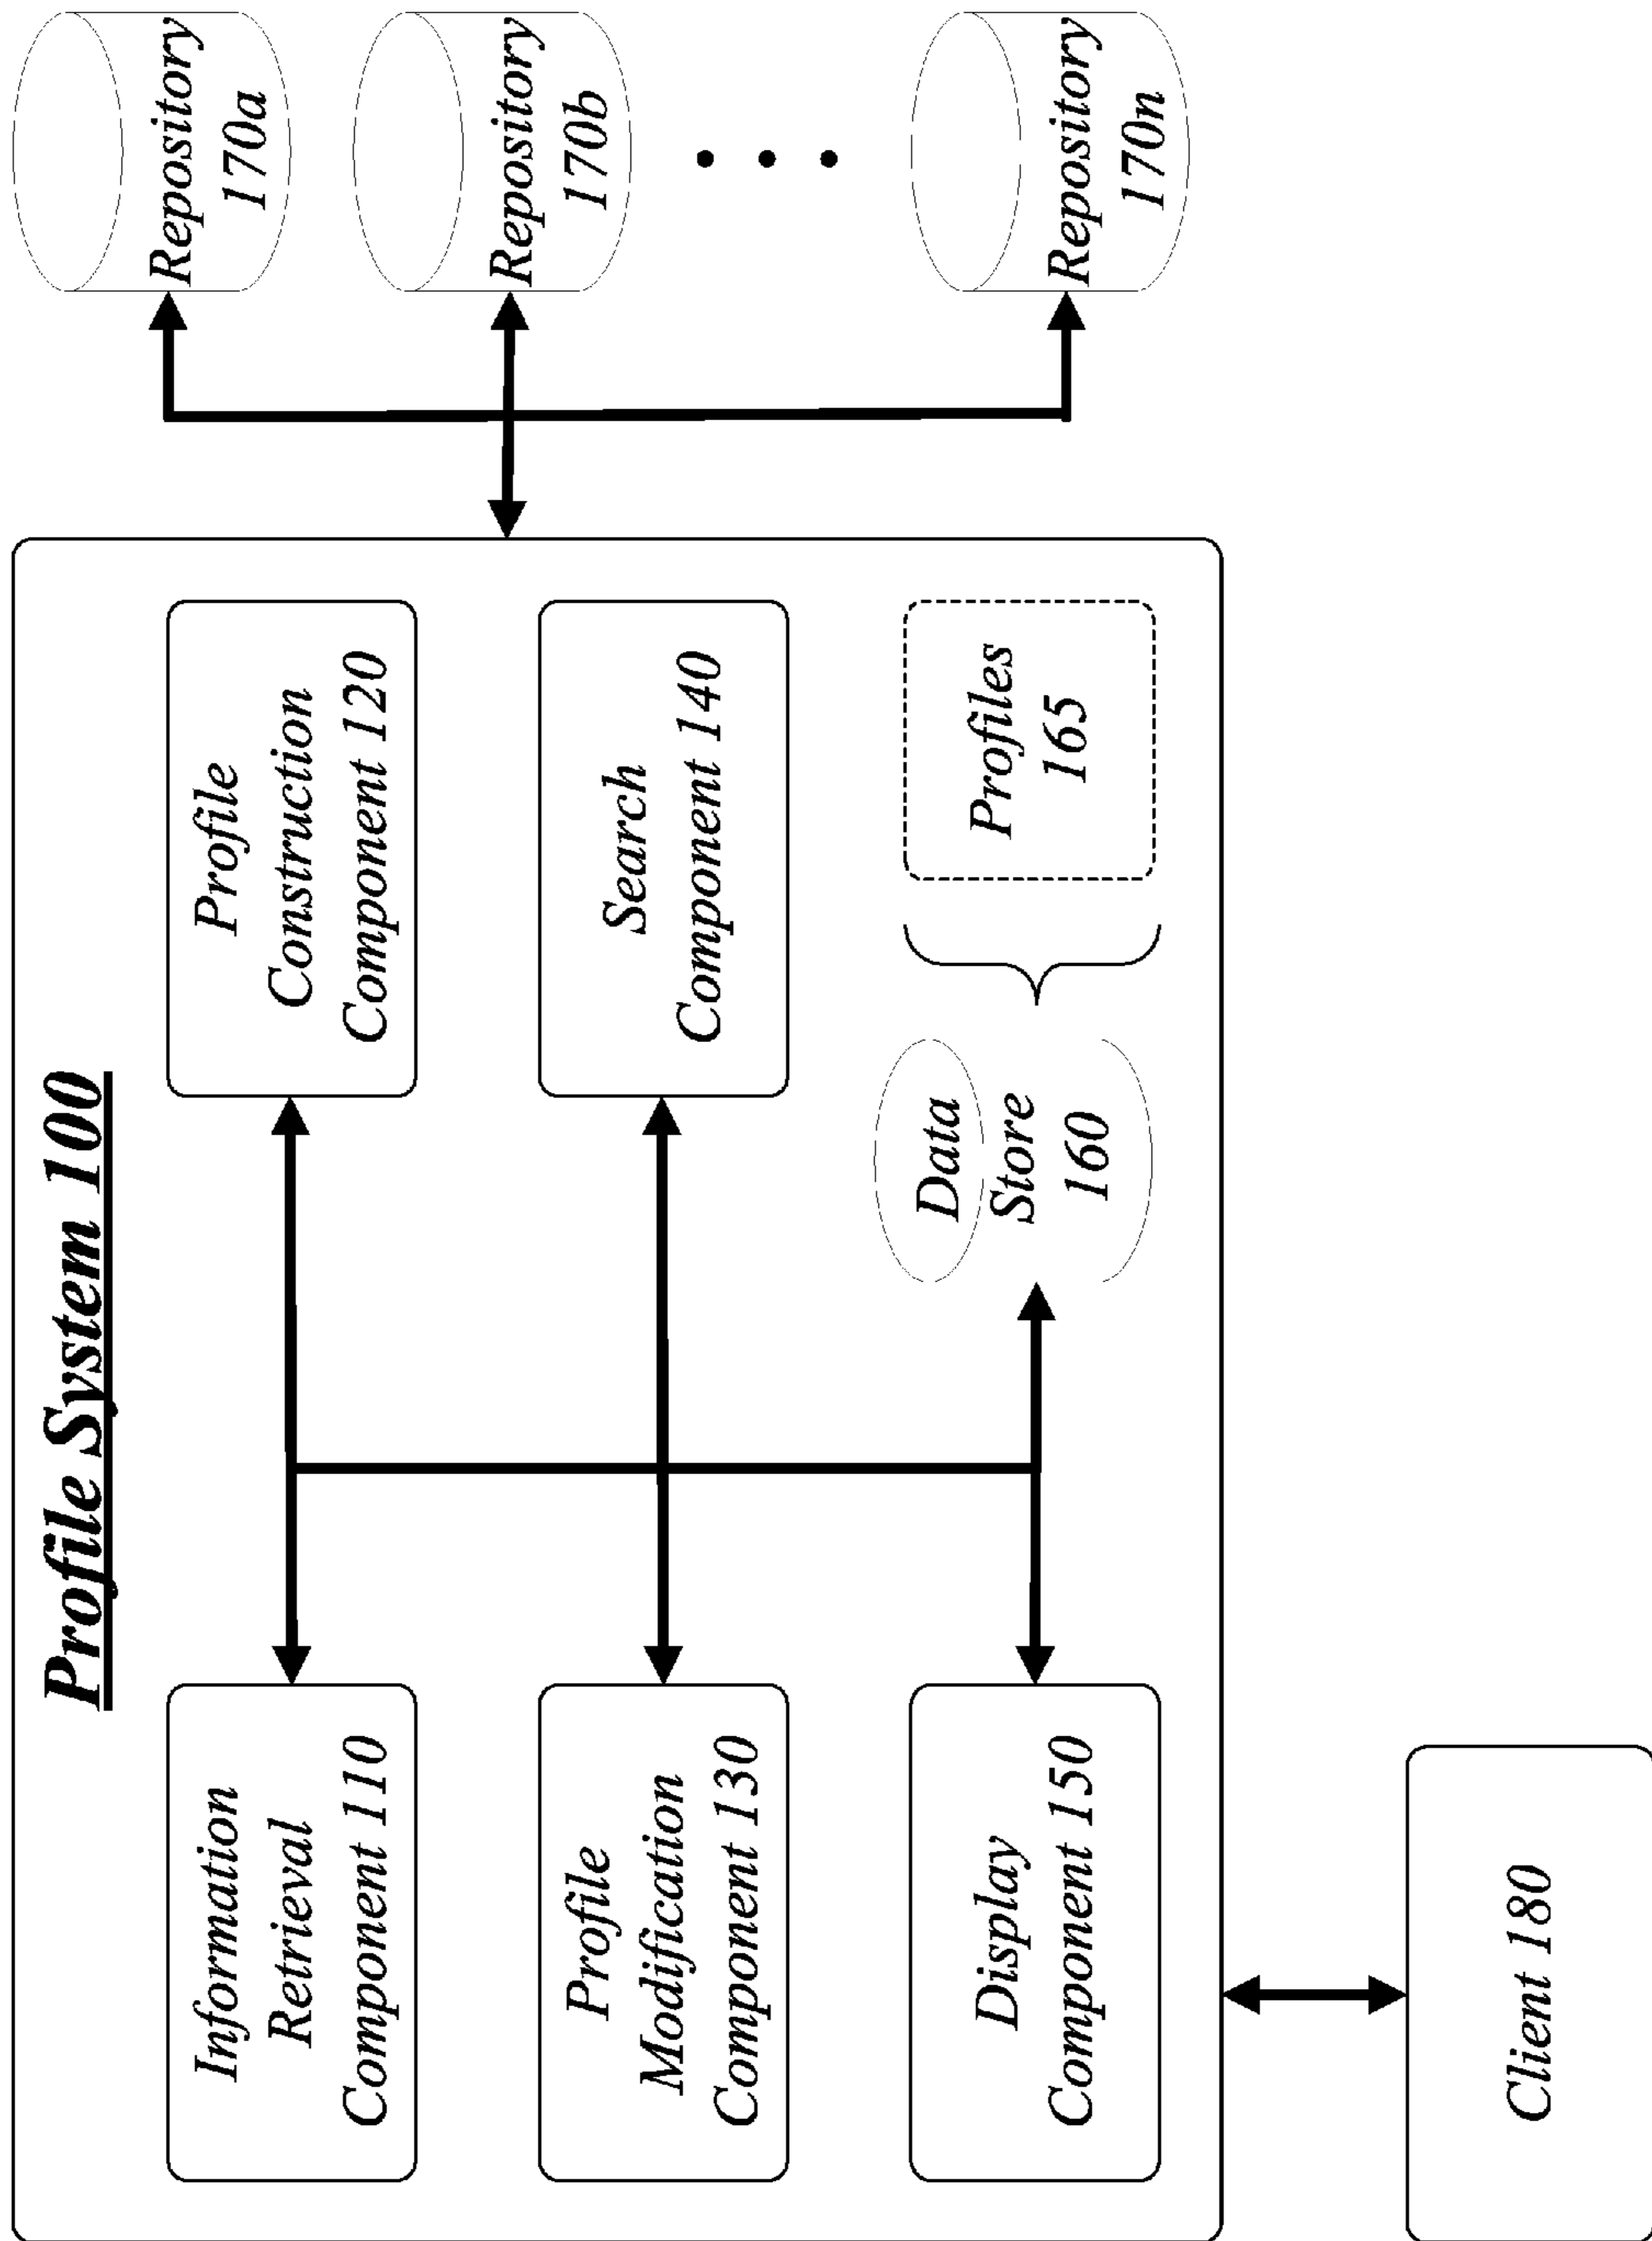 Profile System 100
Information
Retrieval
Component 110
Profile
Construction
Component 120
Profile
Modification
Component 130
Search
Component 140
Display
Component 150
Data
Store
160
Profiles
165
Repository
170a
Repository
170b
Repository
170n
Client 180